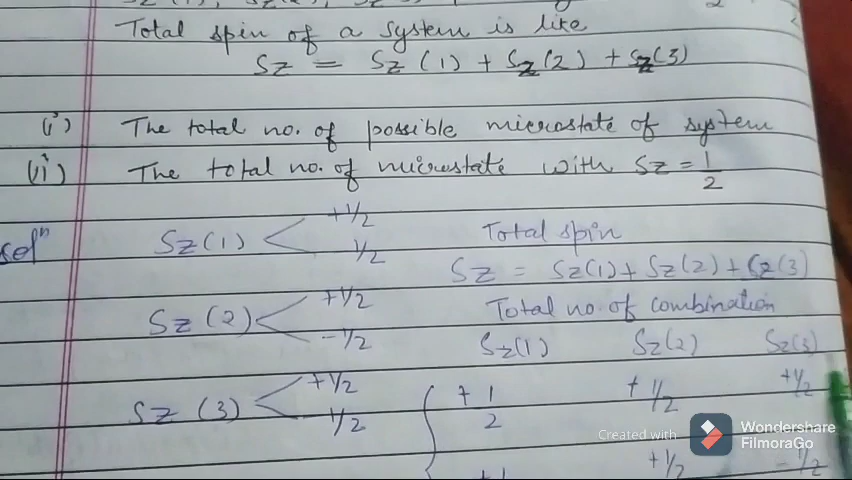 Total spin of a system is like
Sz = Sz (1) + Sz (2) + Sz (3)
(i) The total no. of possible microstate of system
(ii) The total no. of microstate with Sz = 1/2
solⁿ Sz (1) < +1/2
1/2
Total spin
Sz = Sz(1) + Sz (2) + Sz (3)
Sz (2) < +1/2
-1/2
Total no. of combination
Sz(1) Sz(2) Sz(3)
Sz (3) < +1/2
1/2
+ 1/2 + 1/2 +1/2
+1 +1/2 -1/2
Created with Wondershare
FilmoraGo